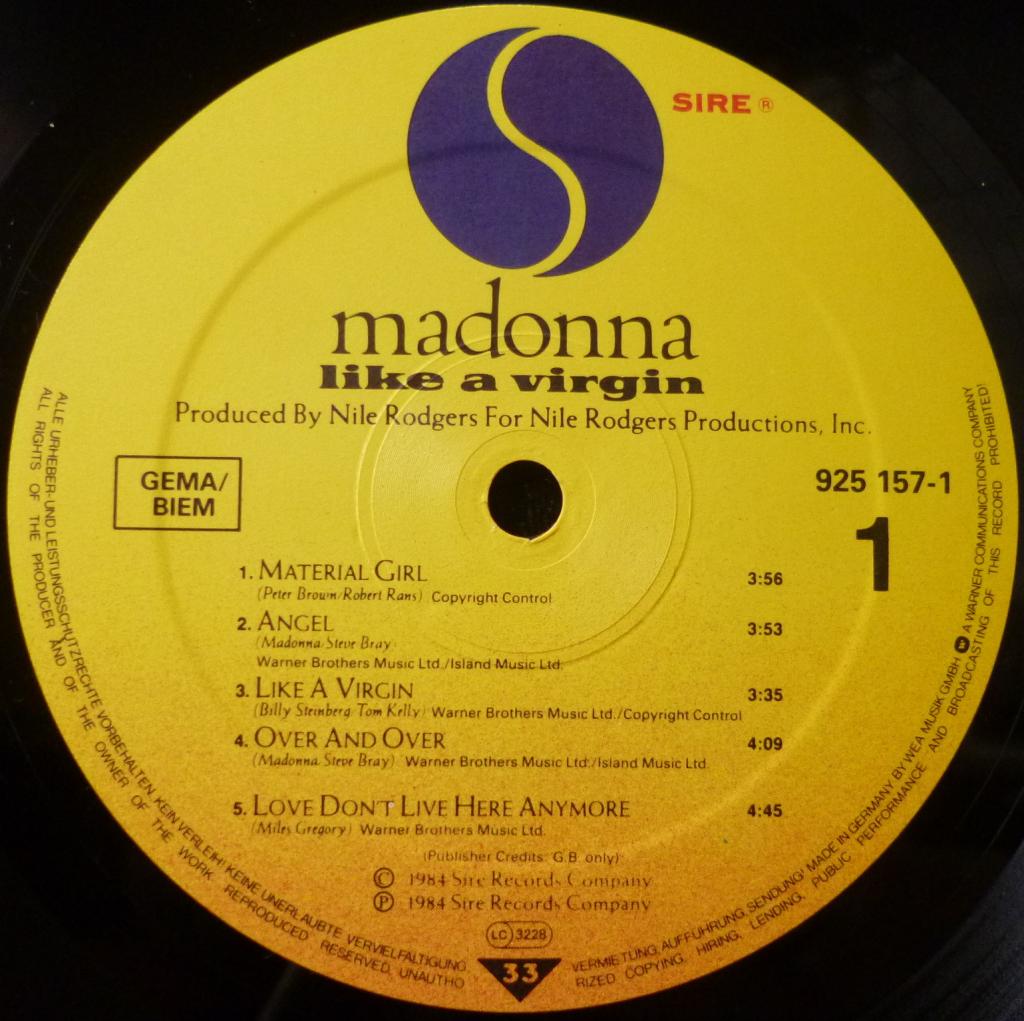 SIRE ®
madonna
like a virgin
Produced By Nile Rodgers For Nile Rodgers Productions, Inc.
GEMA/
BIEM
925 157-1
1
1. MATERIAL GIRL 3:56
(Peter Brown/Robert Rans) Copyright Control
2. ANGEL 3:53
(Madonna/Steve Bray)
Warner Brothers Music Ltd./Island Music Ltd.
3. LIKE A VIRGIN 3:35
(Billy Steinberg/Tom Kelly) Warner Brothers Music Ltd./Copyright Control
4. OVER AND OVER 4:09
(Madonna/Steve Bray) Warner Brothers Music Ltd./Island Music Ltd.
5. LOVE DON'T LIVE HERE ANYMORE 4:45
(Miles Gregory) Warner Brothers Music Ltd.
(Publisher Credits: G.B. only)
© 1984 Sire Records Company
℗ 1984 Sire Records Company
LC 3228
33
ALLE URHEBER- UND LEISTUNGSSCHUTZRECHTE VORBEHALTEN. KEIN VERLEIH! KEINE UNERLAUBTE VERVIELFÄLTIGUNG, VERMIETUNG, AUFFÜHRUNG, SENDUNG! MADE IN GERMANY BY WEA MUSIK GMBH A WARNER COMMUNICATIONS COMPANY
ALL RIGHTS OF THE PRODUCER AND OF THE OWNER OF THE WORK REPRODUCED RESERVED. UNAUTHORIZED COPYING, HIRING, LENDING, PUBLIC PERFORMANCE AND BROADCASTING OF THIS RECORD PROHIBITED!